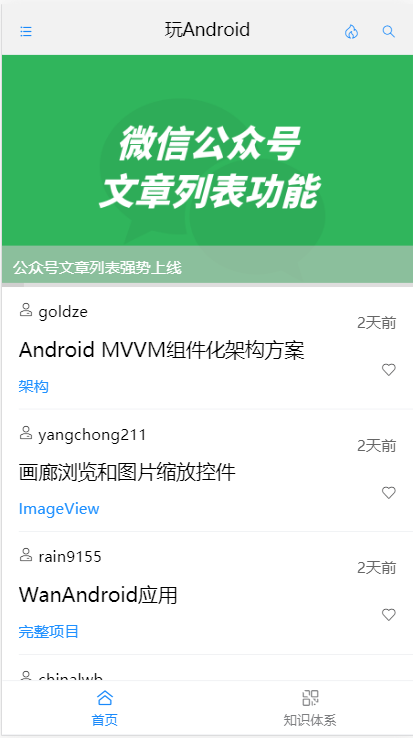 玩Android
微信公众号
文章列表功能
公众号文章列表强势上线
goldze
2天前
Android MVVM组件化架构方案
架构
yangchong211
2天前
画廊浏览和图片缩放控件
ImageView
rain9155
2天前
WanAndroid应用
完整项目
chinalwb
首页
知识体系